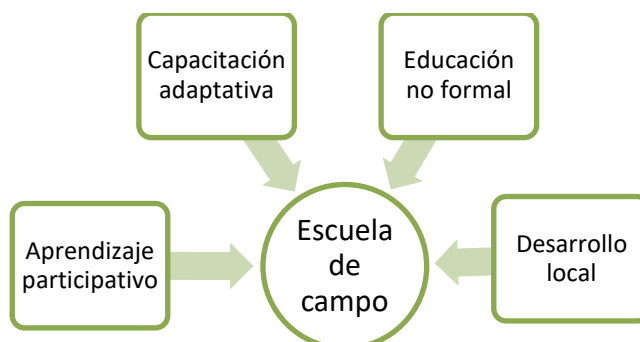 Capacitación
adaptativa
Educación
no formal
Aprendizaje
participativo
Escuela
de
campo
Desarrollo
local